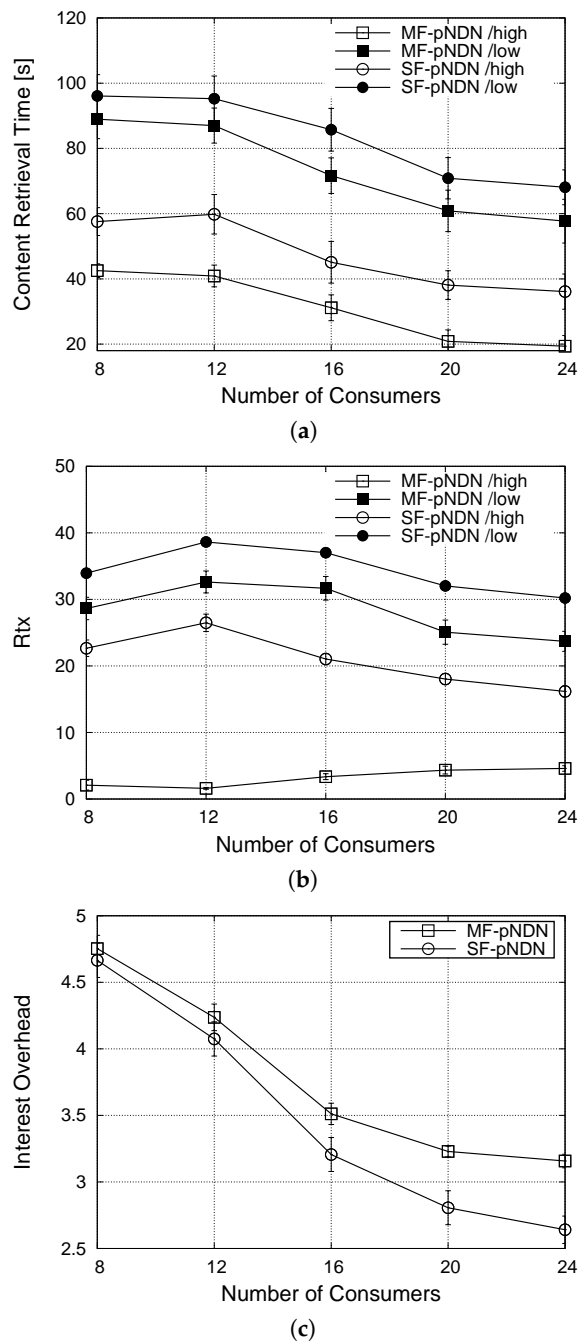 120
100
80
60
40
20
Content Retrieval Time [s]
MF-pNDN /high
MF-pNDN /low
SF-pNDN /high
SF-pNDN /low
8
12
16
20
24
Number of Consumers
(a)
50
40
30
20
10
0
Rtx
MF-pNDN /high
MF-pNDN /low
SF-pNDN /high
SF-pNDN /low
8
12
16
20
24
Number of Consumers
(b)
5
4.5
4
3.5
3
2.5
Interest Overhead
MF-pNDN
SF-pNDN
8
12
16
20
24
Number of Consumers
(c)